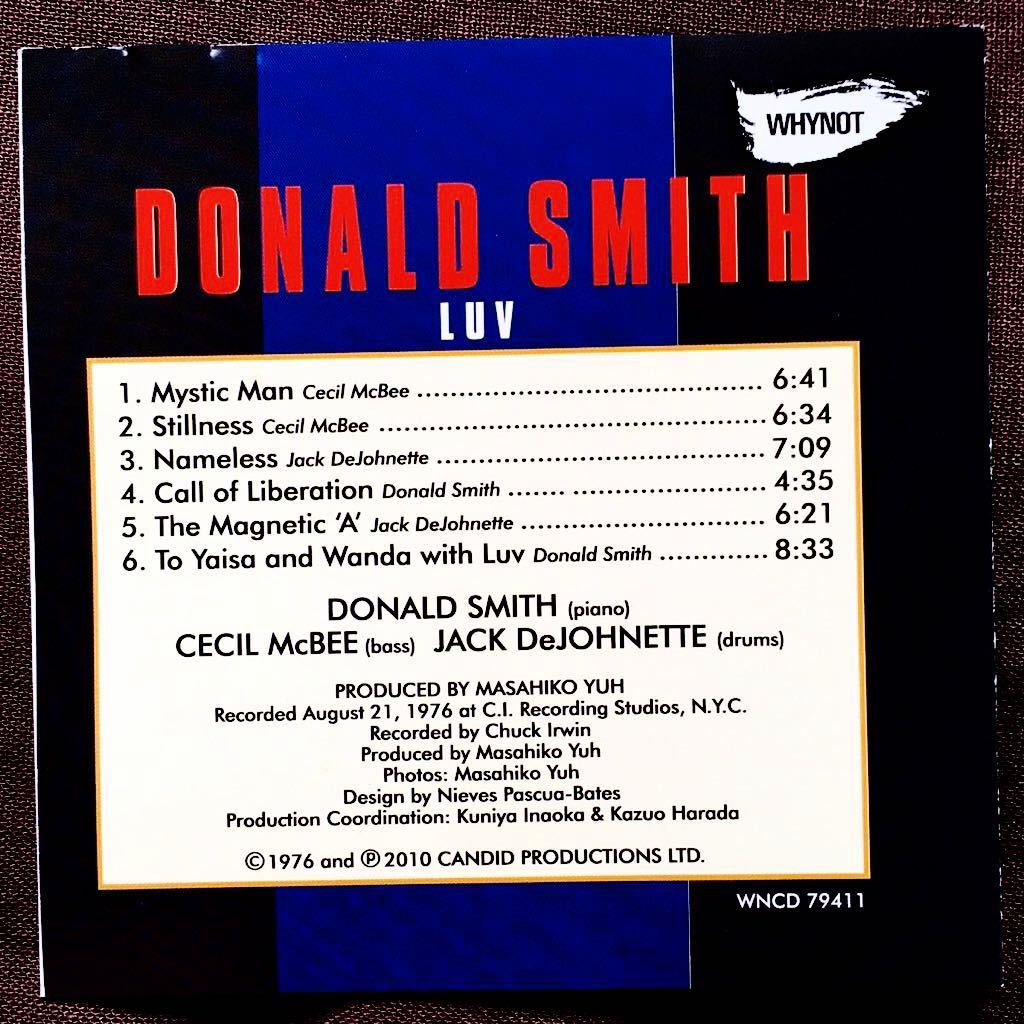 WHYNOT
DONALD SMITH
LUV
1. Mystic Man Cecil McBee ........................................ 6:41
2. Stillness Cecil McBee ............................................. 6:34
3. Nameless Jack DeJohnette ...................................... 7:09
4. Call of Liberation Donald Smith ....... ....................... 4:35
5. The Magnetic ‘A’ Jack DeJohnette ............................ 6:21
6. To Yaisa and Wanda with Luv Donald Smith ............. 8:33
DONALD SMITH (piano)
CECIL McBEE (bass) JACK DeJOHNETTE (drums)
PRODUCED BY MASAHIKO YUH
Recorded August 21, 1976 at C.I. Recording Studios, N.Y.C.
Recorded by Chuck Irwin
Produced by Masahiko Yuh
Photos: Masahiko Yuh
Design by Nieves Pascua-Bates
Production Coordination: Kuniya Inaoka & Kazuo Harada
©1976 and ℗2010 CANDID PRODUCTIONS LTD.
WNCD 79411